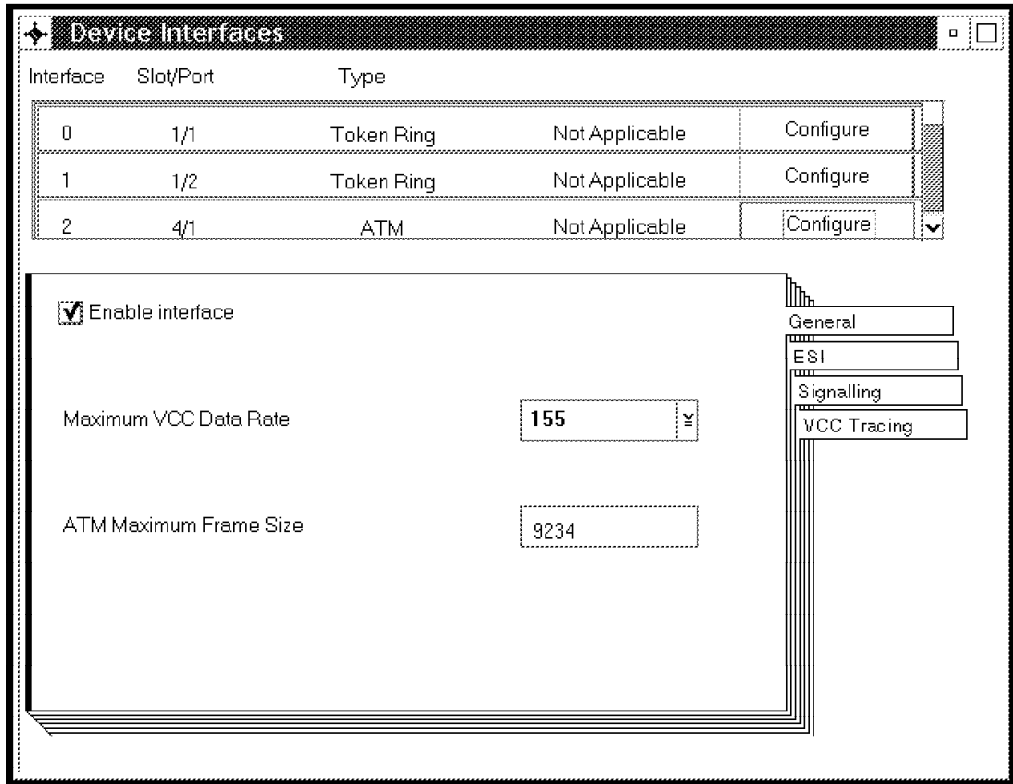 Device Interfaces
Interface Slot/Port Type
0 1/1 Token Ring Not Applicable Configure
1 1/2 Token Ring Not Applicable Configure
2 4/1 ATM Not Applicable Configure
Enable interface
General
ESI
Signalling
Maximum VCC Data Rate 155
VCC Tracing
ATM Maximum Frame Size 9234